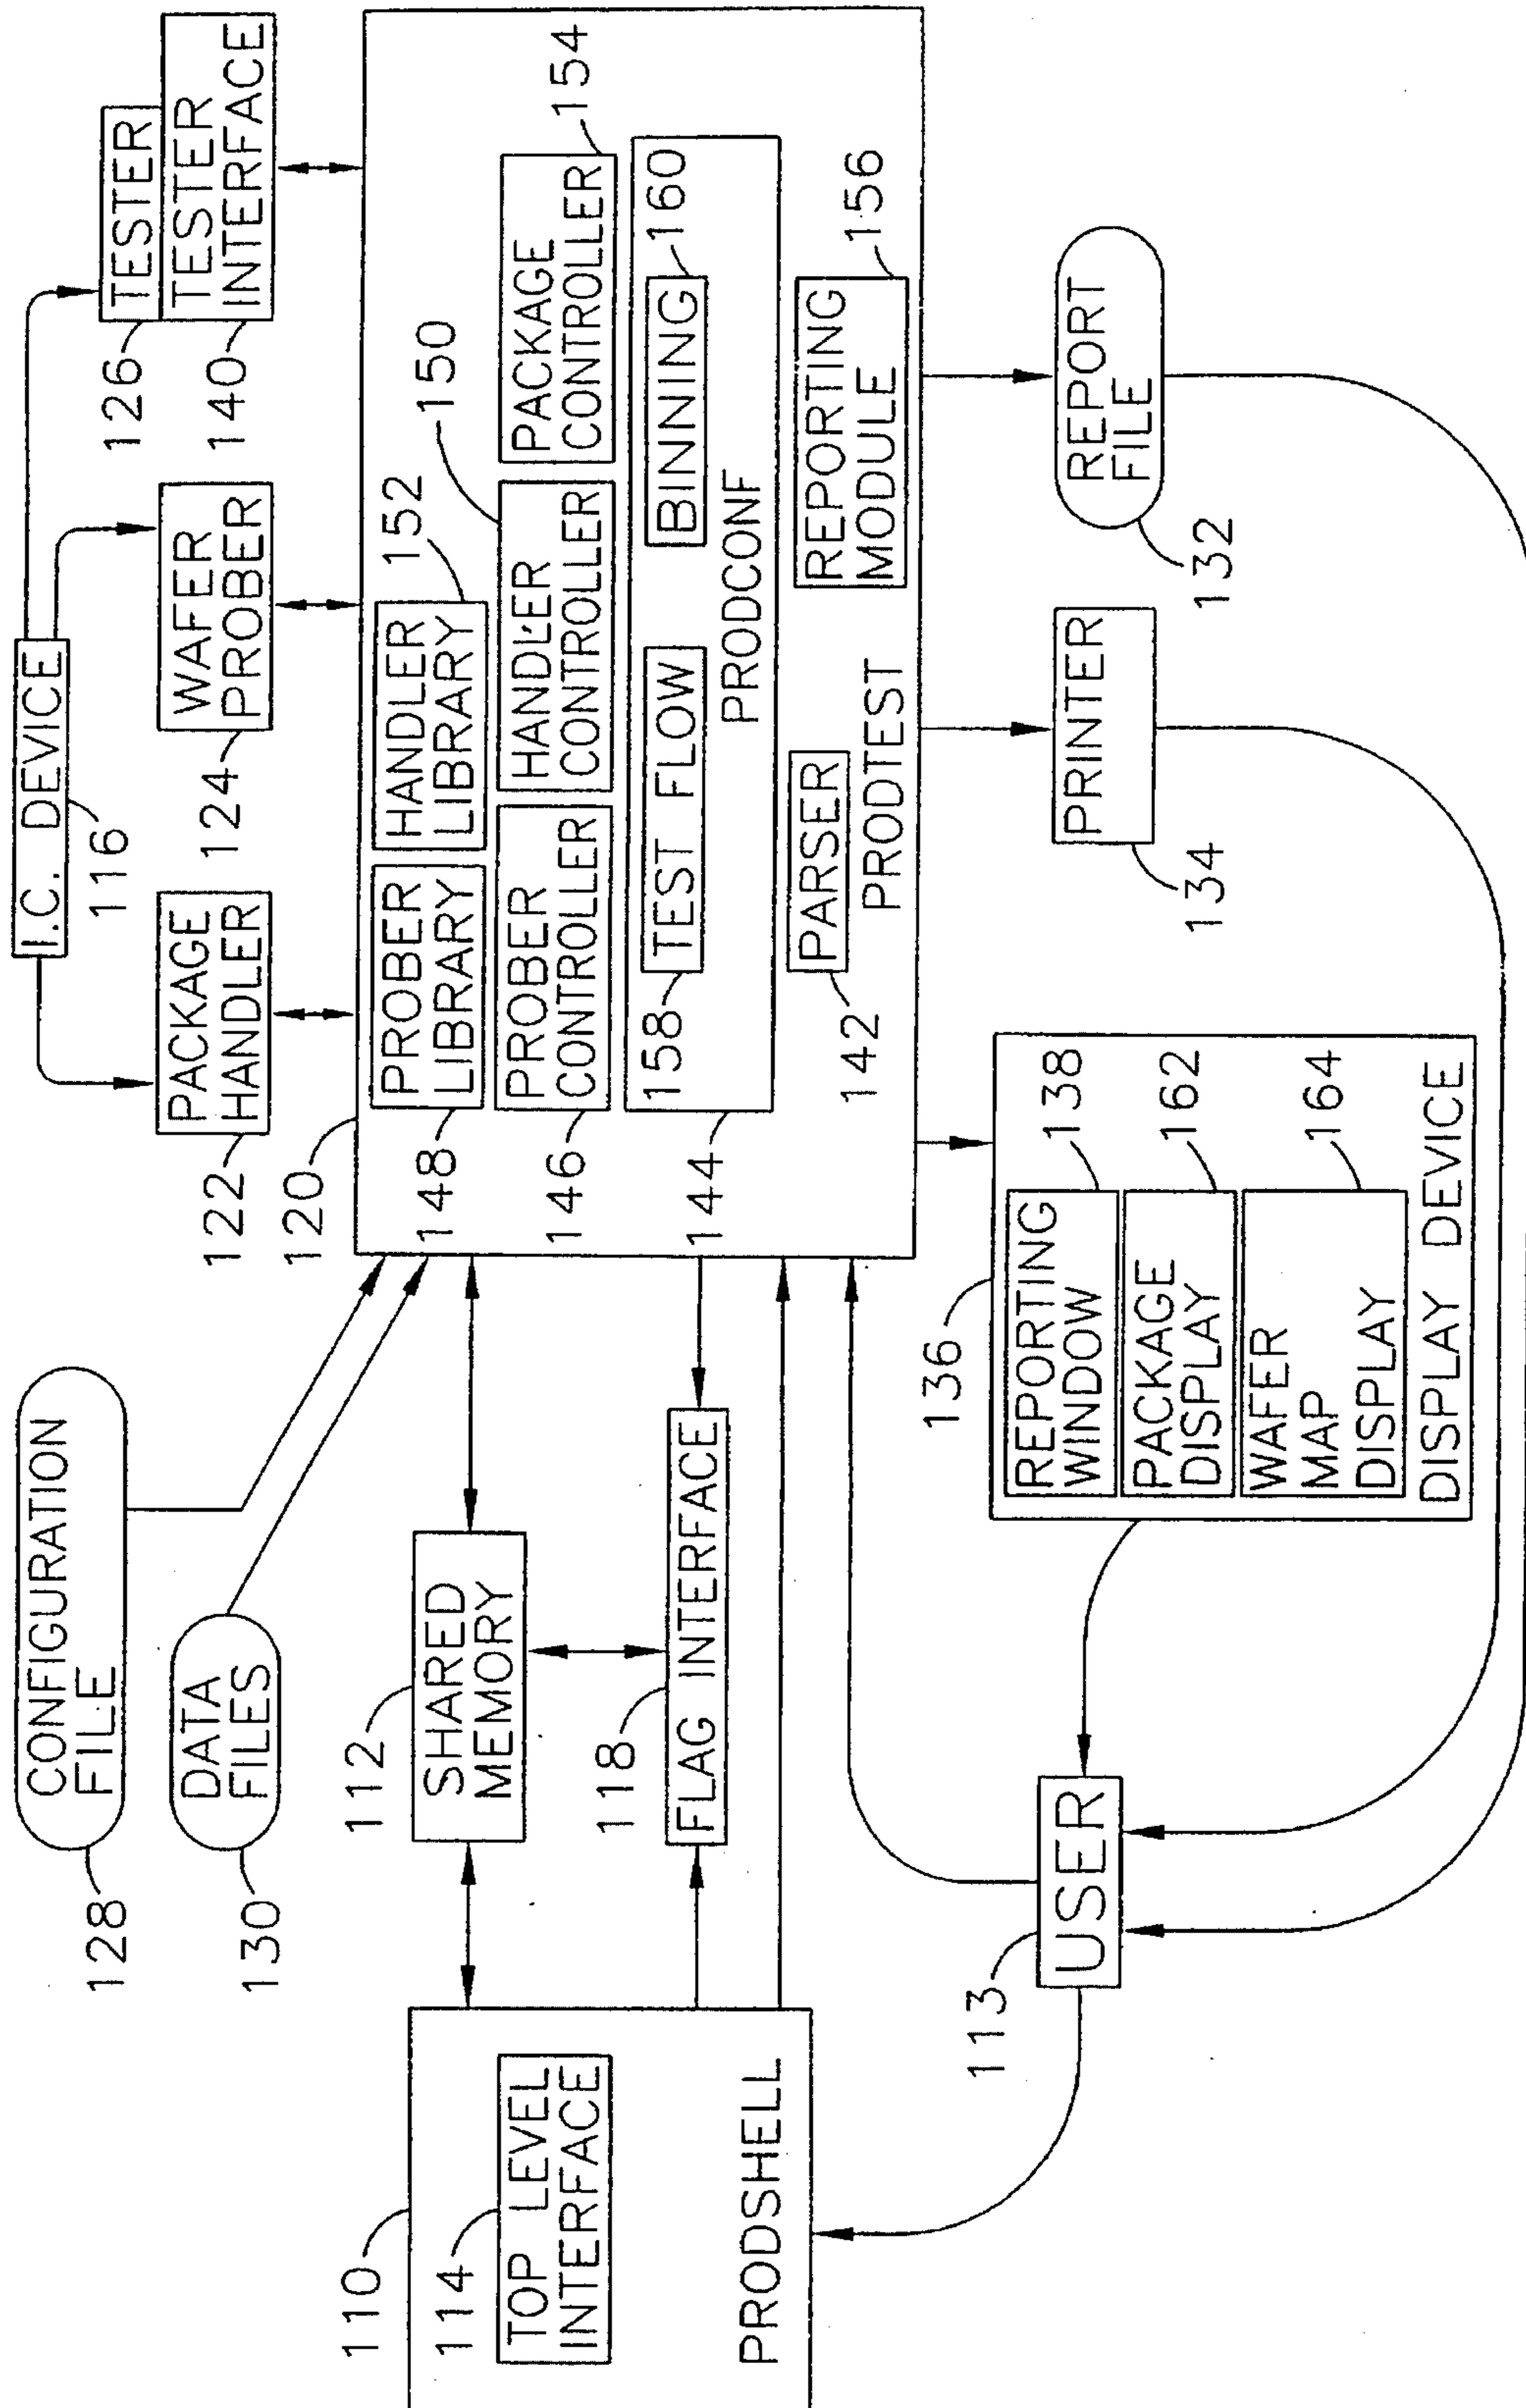 CONFIGURATION
FILE
128
DATA
FILES
130
I.C. DEVICE
116
PACKAGE
HANDLER
122
WAFER
PROBER
124
TESTER
126
TESTER
INTERFACE
140
110
114
TOP LEVEL
INTERFACE
PRODSHELL
112
SHARED
MEMORY
118
FLAG INTERFACE
120
148
PROBER
LIBRARY
HANDLER
LIBRARY
152
146
PROBER
CONTROLLER
HANDLER
CONTROLLER
150
PACKAGE
CONTROLLER
154
144
158
TEST FLOW
BINNING
160
PRODCONF
142
PARSER
REPORTING
MODULE
156
PRODTEST
113
USER
136
REPORTING
WINDOW
138
PACKAGE
DISPLAY
162
WAFER
MAP
DISPLAY
164
DISPLAY DEVICE
PRINTER
134
REPORT
FILE
132